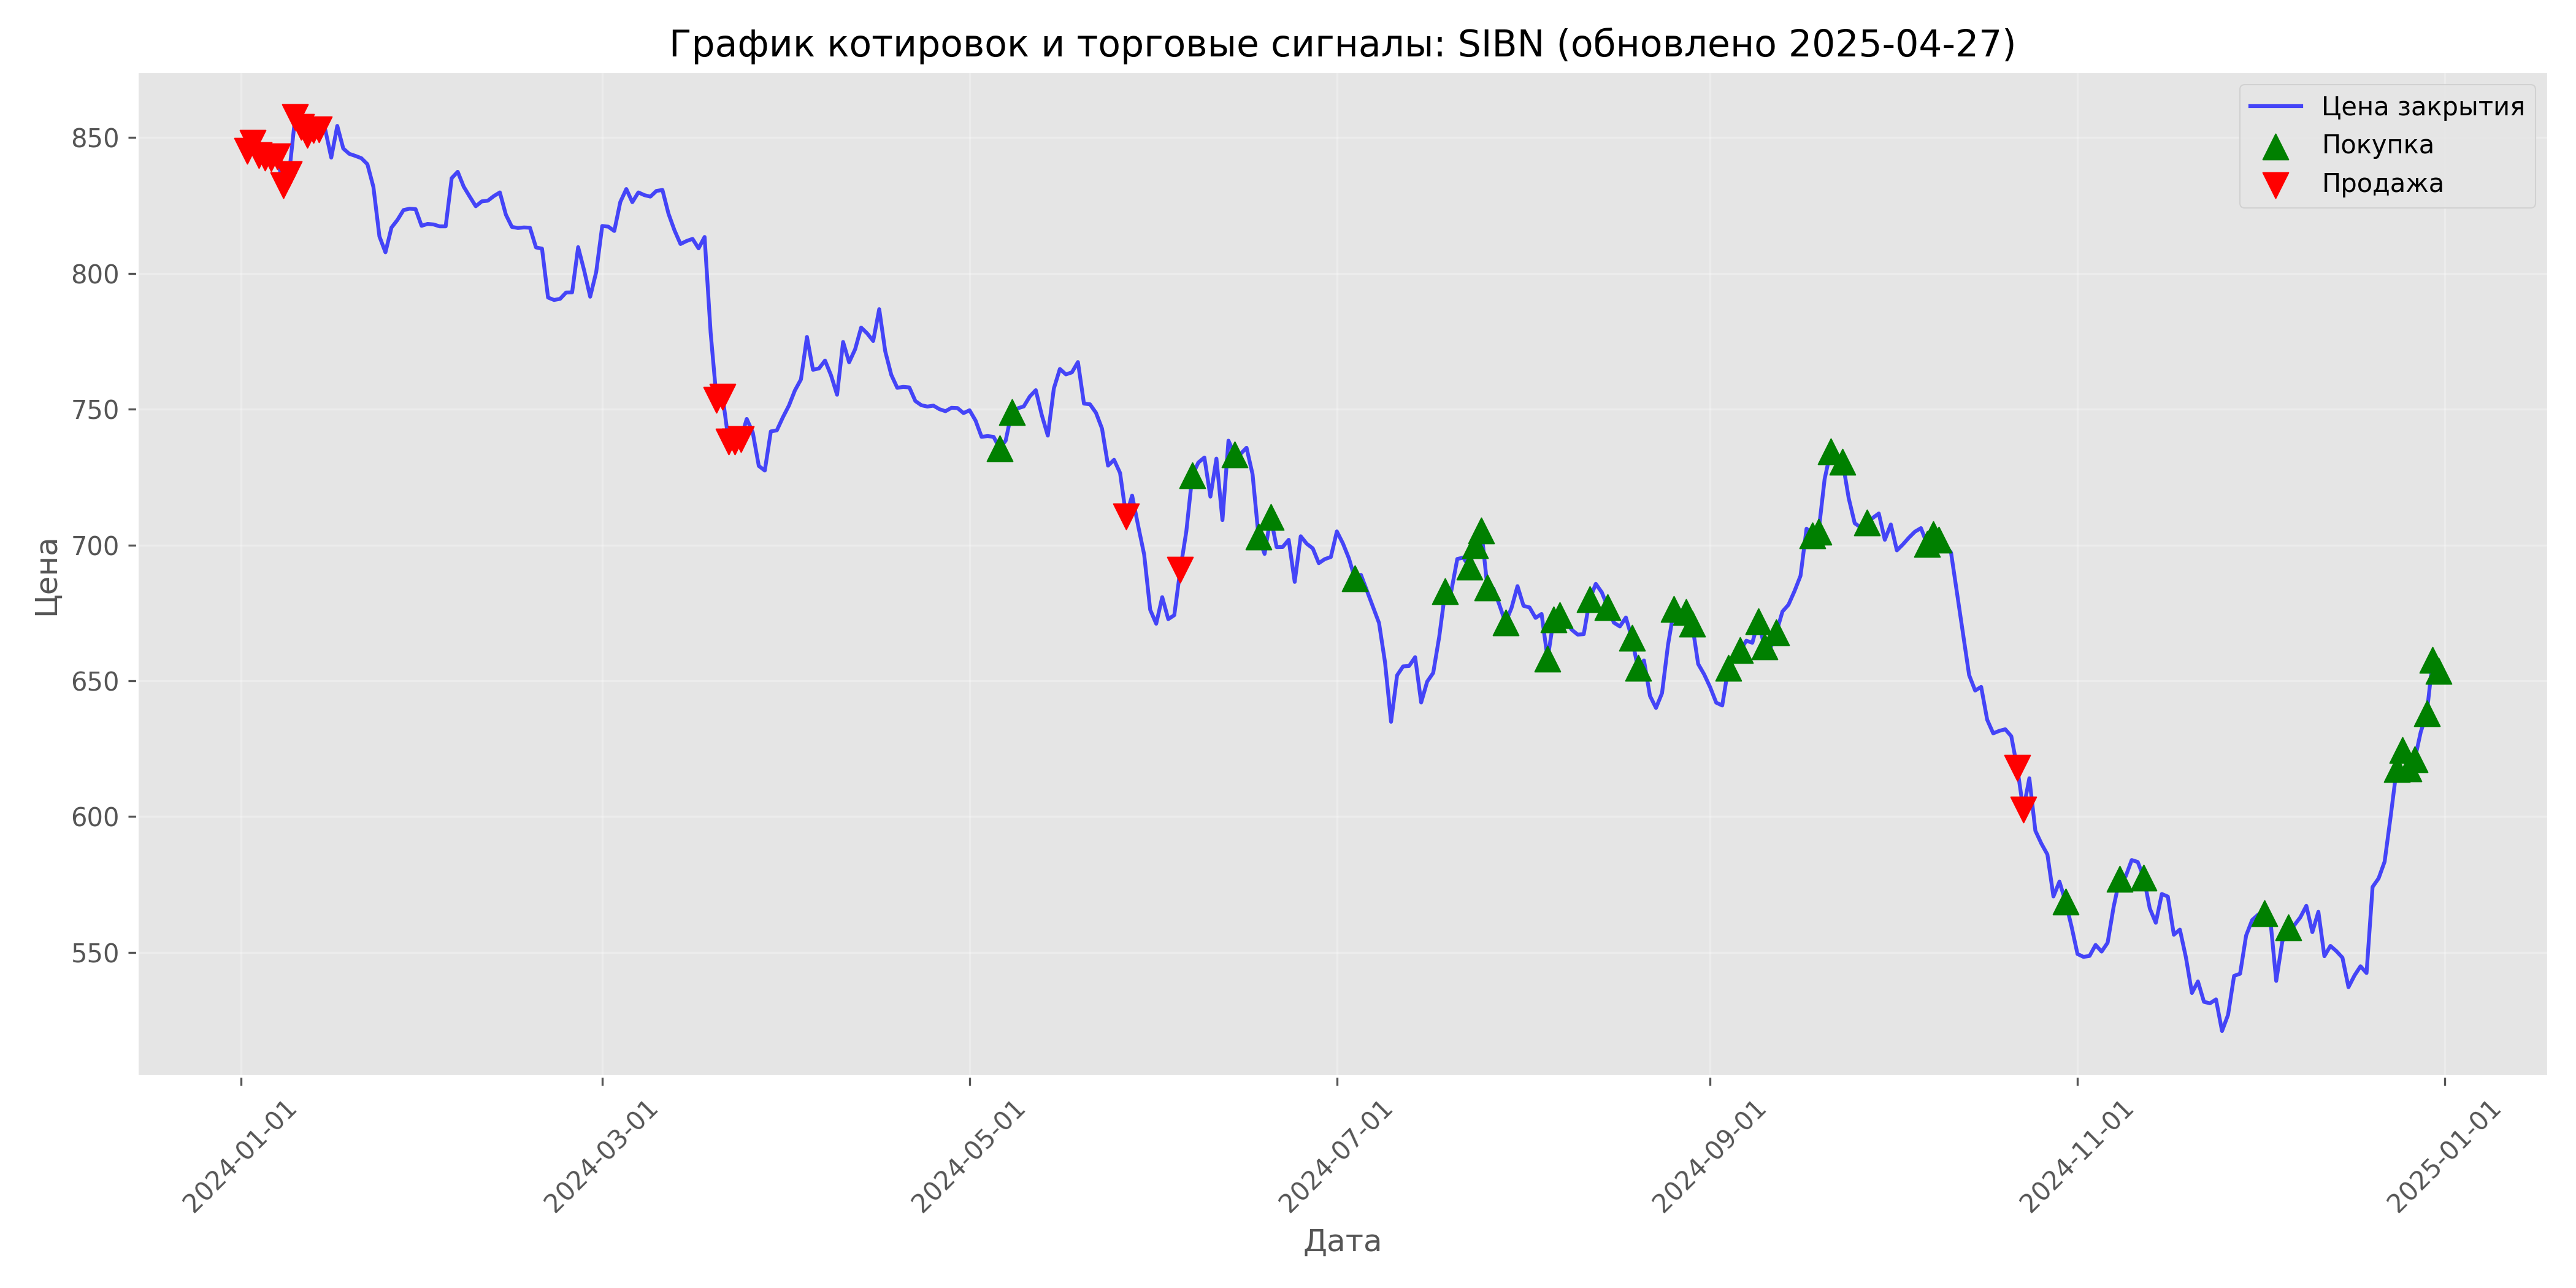 График котировок и торговые сигналы: SIBN (обновлено 2025-04-27)
Цена закрытия
Покупка
Продажа
850
800
750
700
650
600
550
Цена
2024-01-01
2024-03-01
2024-05-01
2024-07-01
2024-09-01
2024-11-01
2025-01-01
Дата